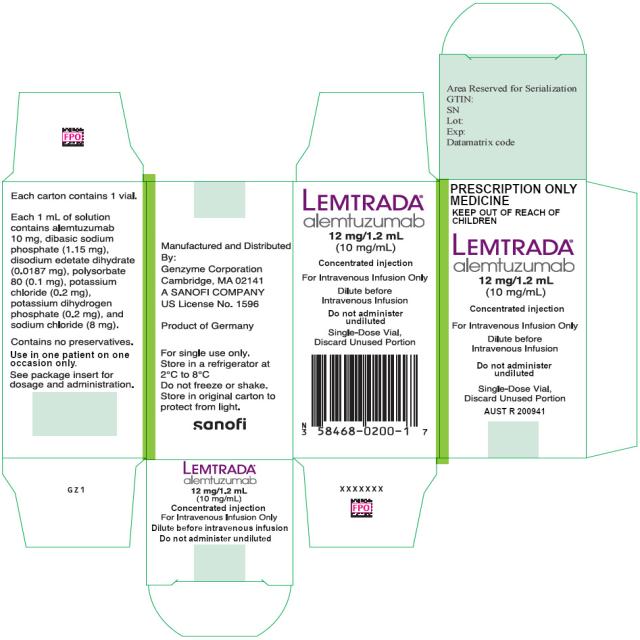 Area Reserved for Serialization
GTIN:
SN
Lot:
Exp:
Datamatrix code
FPO
Each carton contains 1 vial.
Each 1 mL of solution
contains alemtuzumab
10 mg, dibasic sodium
phosphate (1.15 mg),
disodium edetate dihydrate
(0.0187 mg), polysorbate
80 (0.1 mg), potassium
chloride (0.2 mg),
potassium dihydrogen
phosphate (0.2 mg), and
sodium chloride (8 mg).
Contains no preservatives.
Use in one patient on one
occasion only.
See package insert for
dosage and administration.
Manufactured and Distributed
By:
Genzyme Corporation
Cambridge, MA 02141
A SANOFI COMPANY
US License No. 1596
Product of Germany
For single use only.
Store in a refrigerator at
2°C to 8°C
Do not freeze or shake.
Store in original carton to
protect from light.
sanofi
LEMTRADA®
alemtuzumab
12 mg/1.2 mL
(10 mg/mL)
Concentrated injection
For Intravenous Infusion Only
Dilute before
Intravenous Infusion
Do not administer
undiluted
Single-Dose Vial,
Discard Unused Portion
N
3 58468-0200-1 7
PRESCRIPTION ONLY
MEDICINE
KEEP OUT OF REACH OF
CHILDREN
LEMTRADA®
alemtuzumab
12 mg/1.2 mL
(10 mg/mL)
Concentrated injection
For Intravenous Infusion Only
Dilute before
Intravenous Infusion
Do not administer
undiluted
Single-Dose Vial,
Discard Unused Portion
AUST R 200941
GZ1
LEMTRADA®
alemtuzumab
12 mg/1.2 mL
(10 mg/mL)
Concentrated injection
For Intravenous Infusion Only
Dilute before intravenous infusion
Do not administer undiluted
XXXXXXX
FPO